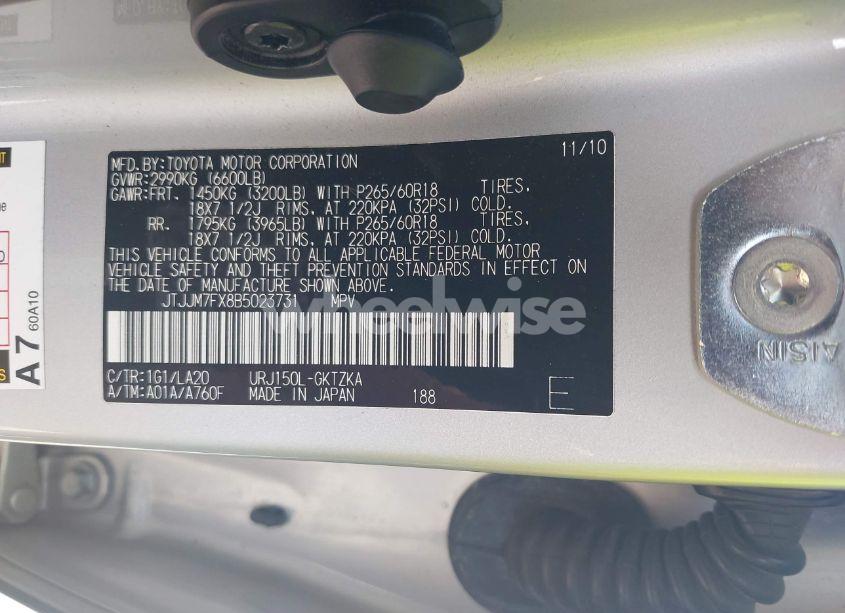 MFD.BY:TOYOTA MOTOR CORPORATION 11/10
GVWR:2990KG (6600LB)
GAWR:FRT. 1450KG (3200LB) WITH P265/60R18 TIRES,
18X7 1/2J RIMS, AT 220KPA (32PSI) COLD.
RR. 1795KG (3965LB) WITH P265/60R18 TIRES,
18X7 1/2J RIMS, AT 220KPA (32PSI) COLD.
THIS VEHICLE CONFORMS TO ALL APPLICABLE FEDERAL MOTOR
VEHICLE SAFETY AND THEFT PREVENTION STANDARDS IN EFFECT ON
THE DATE OF MANUFACTURE SHOWN ABOVE.
JTJJM7FX8B5023731 MPV
wheelwise
C/TR:1G1/LA20 URJ150L-GKTZKA
A/TM:A01A/A760F MADE IN JAPAN 188 E
A7 60A10
AISIN